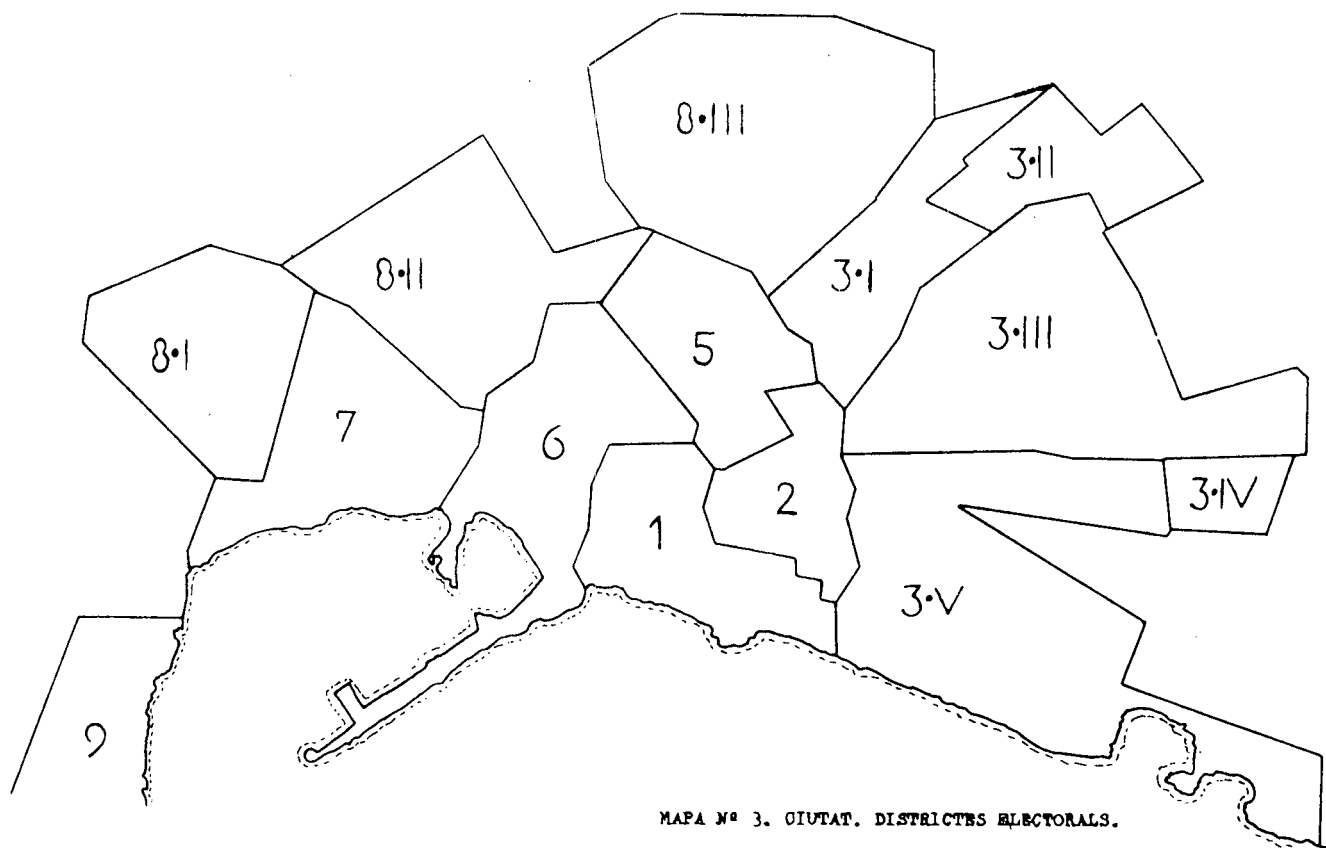 8•III
3•II
8•II
3•I
8•I
5
3•III
7
6
3•IV
2
1
3•V
9
MAPA Nº 3. CIUTAT. DISTRICTES ELECTORALS.